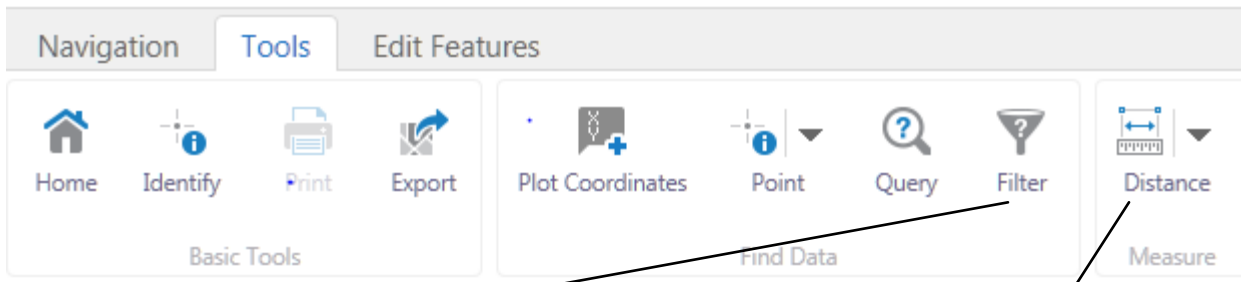 Navigation Tools Edit Features
Home Identify Print Export Plot Coordinates Point Query Filter Distance
Basic Tools Find Data Measure